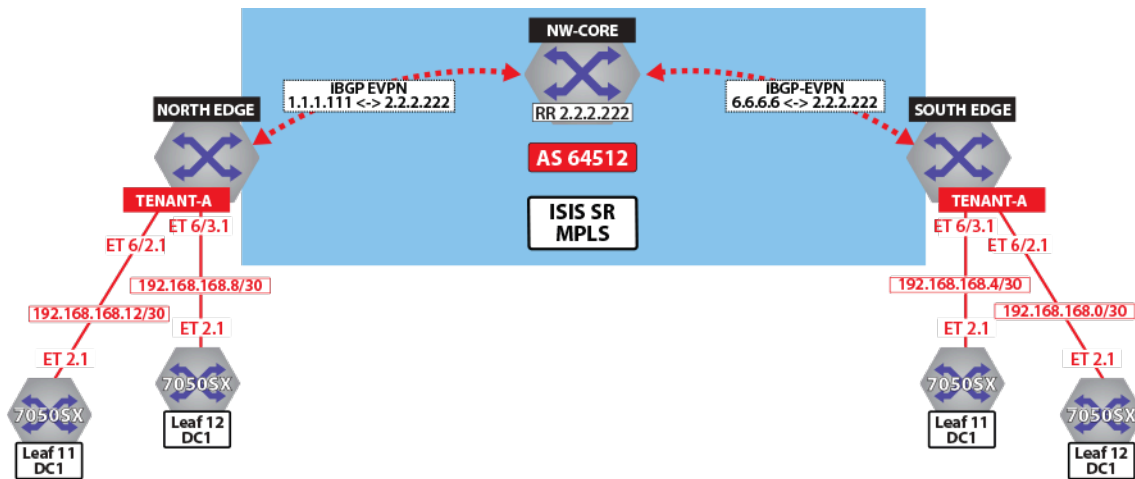 NW-CORE
IBGP EVPN
1.1.1.111 <-> 2.2.2.222
IBGP-EVPN
6.6.6.6 <-> 2.2.2.222
RR 2.2.2.222
NORTH EDGE
SOUTH EDGE
AS 64512
TENANT-A
TENANT-A
ISIS SR
MPLS
ET 6/3.1
ET 6/2.1
ET 6/3.1
ET 6/2.1
192.168.168.8/30
192.168.168.4/30
192.168.168.12/30
192.168.168.0/30
ET 2.1
ET 2.1
ET 2.1
ET 2.1
7050SX
7050SX
7050SX
7050SX
Leaf 12
DC1
Leaf 11
DC1
Leaf 11
DC1
Leaf 12
DC1